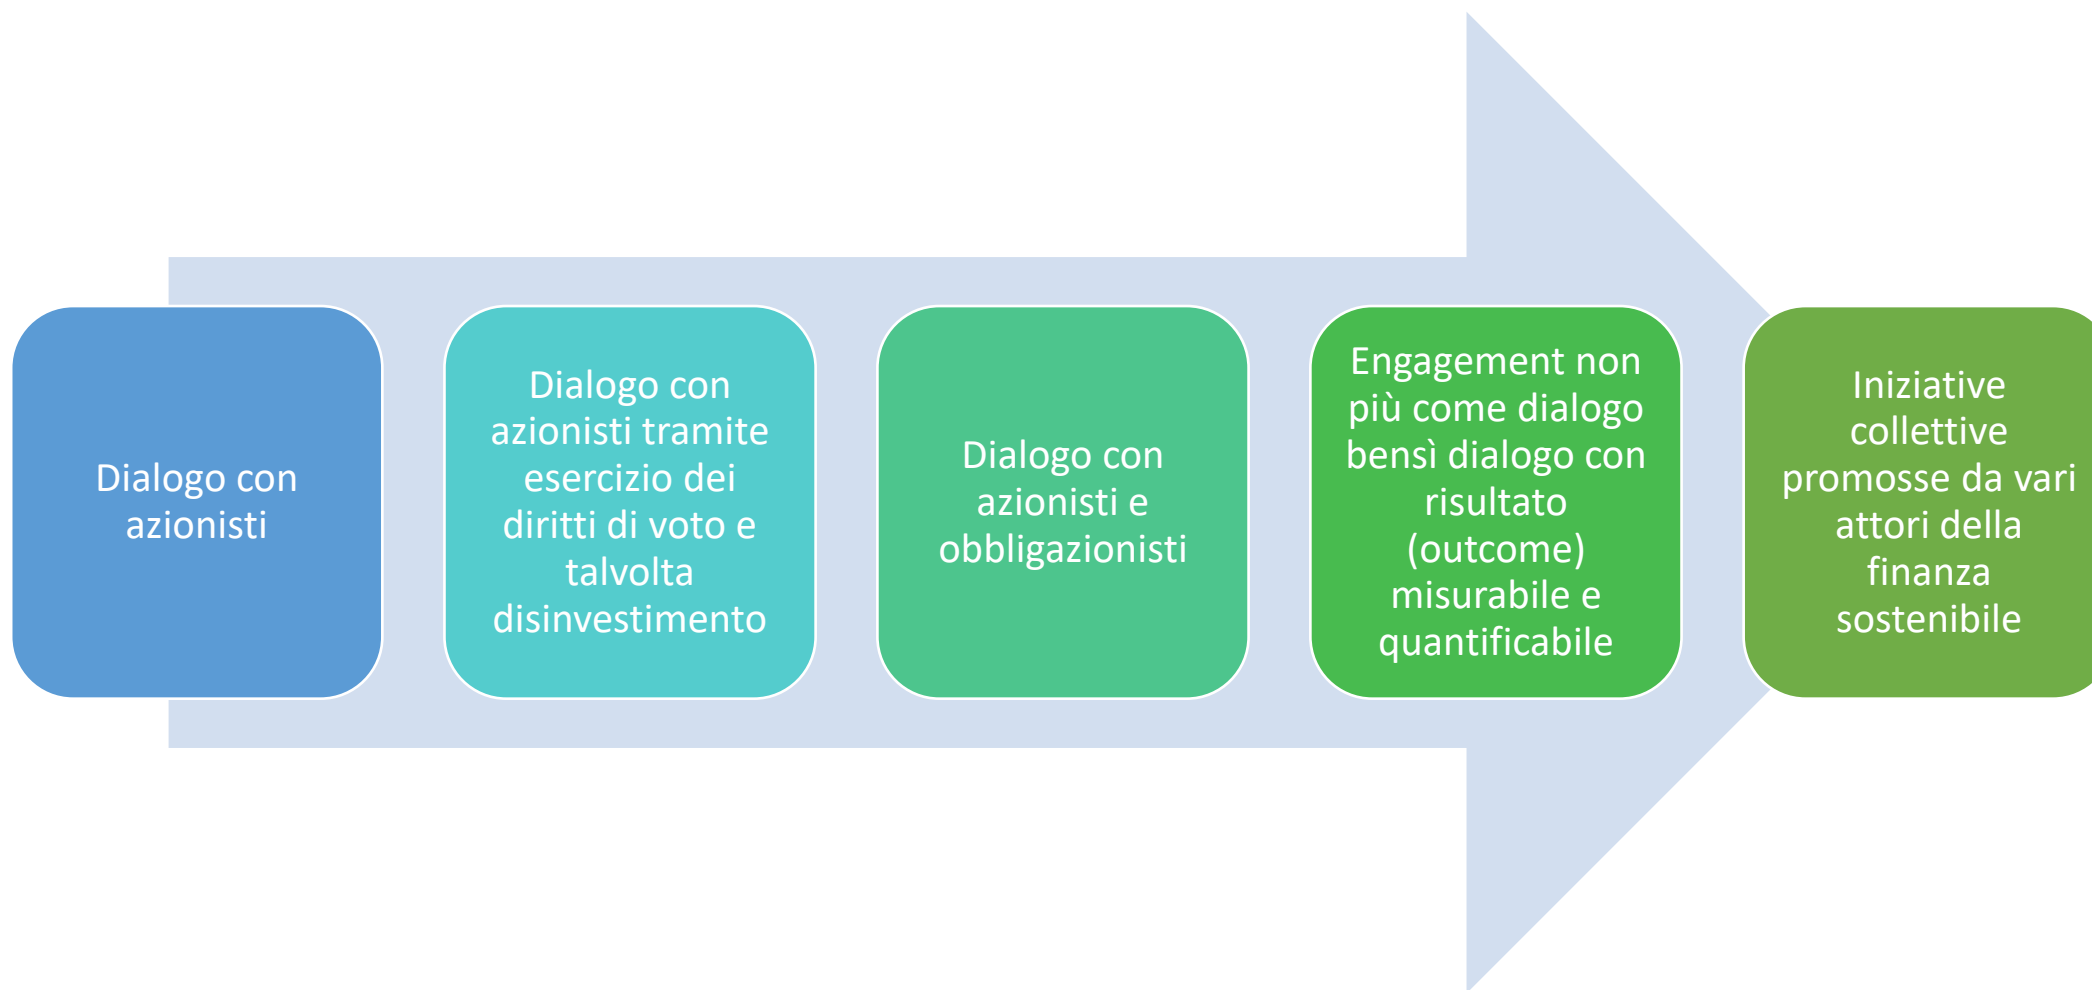 Dialogo con
azionisti
Dialogo con
azionisti tramite
esercizio dei
diritti di voto e
talvolta
disinvestimento
Dialogo con
azionisti e
obbligazionisti
Engagement non
più come dialogo
bensì dialogo con
risultato
(outcome)
misurabile e
quantificabile
Iniziative
collettive
promosse da vari
attori della
finanza
sostenibile